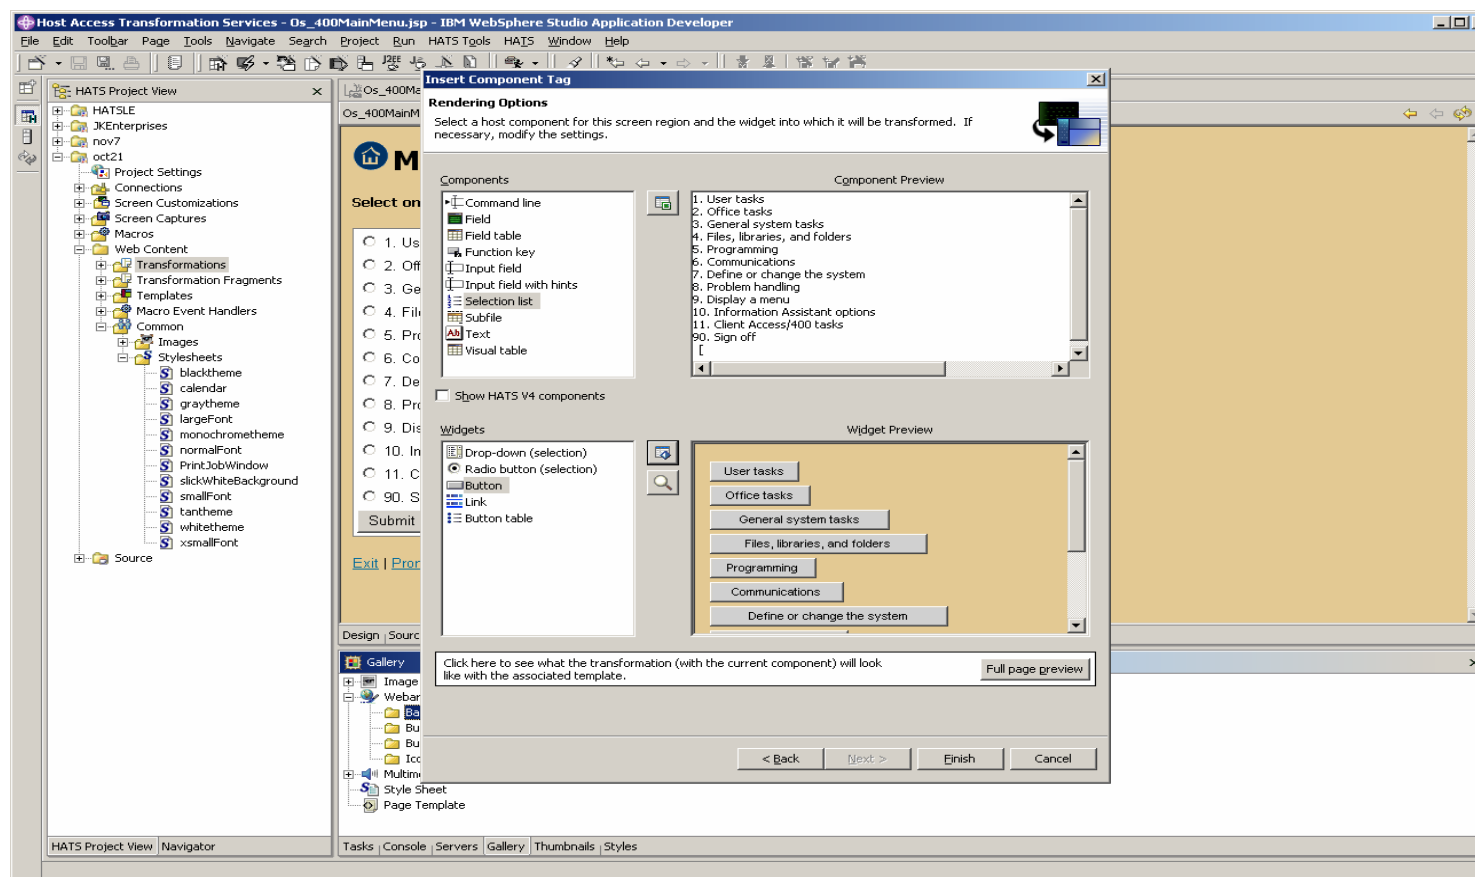 Host Access Transformation Services - Os_400MainMenu.jsp - IBM WebSphere Studio Application Developer
File Edit Toolbar Page Tools Navigate Search Project Run HATS Tools HATS Window Help
HATS Project View
HATSLE
JKEnterprises
nov7
oct21
Project Settings
Connections
Screen Customizations
Screen Captures
Macros
Web Content
Transformations
Transformation Fragments
Templates
Macro Event Handlers
Common
Images
Stylesheets
blacktheme
calendar
graytheme
largeFont
monochrometheme
normalFont
PrintJobWindow
slickWhiteBackground
smallFont
tantheme
whitetheme
xsmallFont
Source
HATS Project View Navigator
Os_400Ma
Os_400MainM
M
Select on
1. Us
2. Off
3. Ge
4. Fil
5. Pro
6. Co
7. De
8. Pro
9. Dis
10. In
11. C
90. S
Submit
Exit | Pror
Design Sourc
Insert Component Tag
Rendering Options
Select a host component for this screen region and the widget into which it will be transformed. If
necessary, modify the settings.
Components
Command line
Field
Field table
Function key
Input field
Input field with hints
Selection list
Subfile
Text
Visual table
Component Preview
1. User tasks
2. Office tasks
3. General system tasks
4. Files, libraries, and folders
5. Programming
6. Communications
7. Define or change the system
8. Problem handling
9. Display a menu
10. Information Assistant options
11. Client Access/400 tasks
90. Sign off
[
Show HATS V4 components
Widgets
Drop-down (selection)
Radio button (selection)
Button
Link
Button table
Widget Preview
User tasks
Office tasks
General system tasks
Files, libraries, and folders
Programming
Communications
Define or change the system
Click here to see what the transformation (with the current component) will look
like with the associated template.
Full page preview
< Back Next > Finish Cancel
Gallery
Image
Webar
Ba
Bu
Bu
Ico
Multime
Style Sheet
Page Template
Tasks Console Servers Gallery Thumbnails Styles